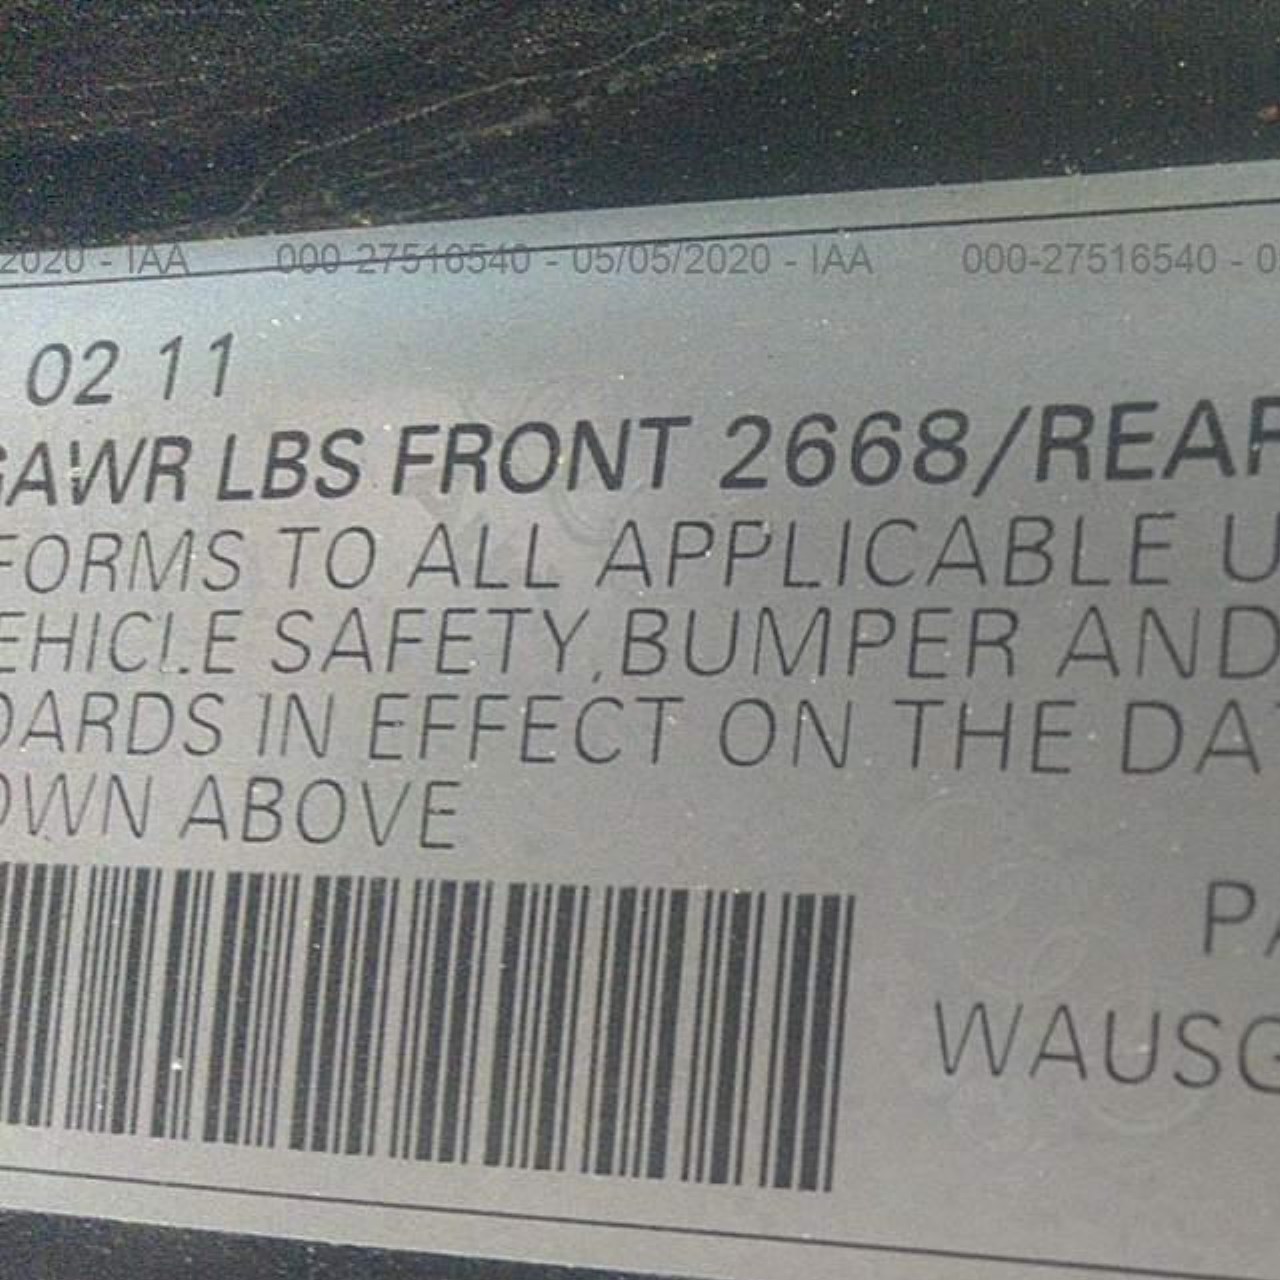 2020 - IAA 000-27516540 - 05/05/2020 - IAA 000-27516540 - 0
02 11
GAWR LBS FRONT 2668/REAR
FORMS TO ALL APPLICABLE U
EHICLE SAFETY,BUMPER AND
DARDS IN EFFECT ON THE DAT
OWN ABOVE
PA
WAUSG